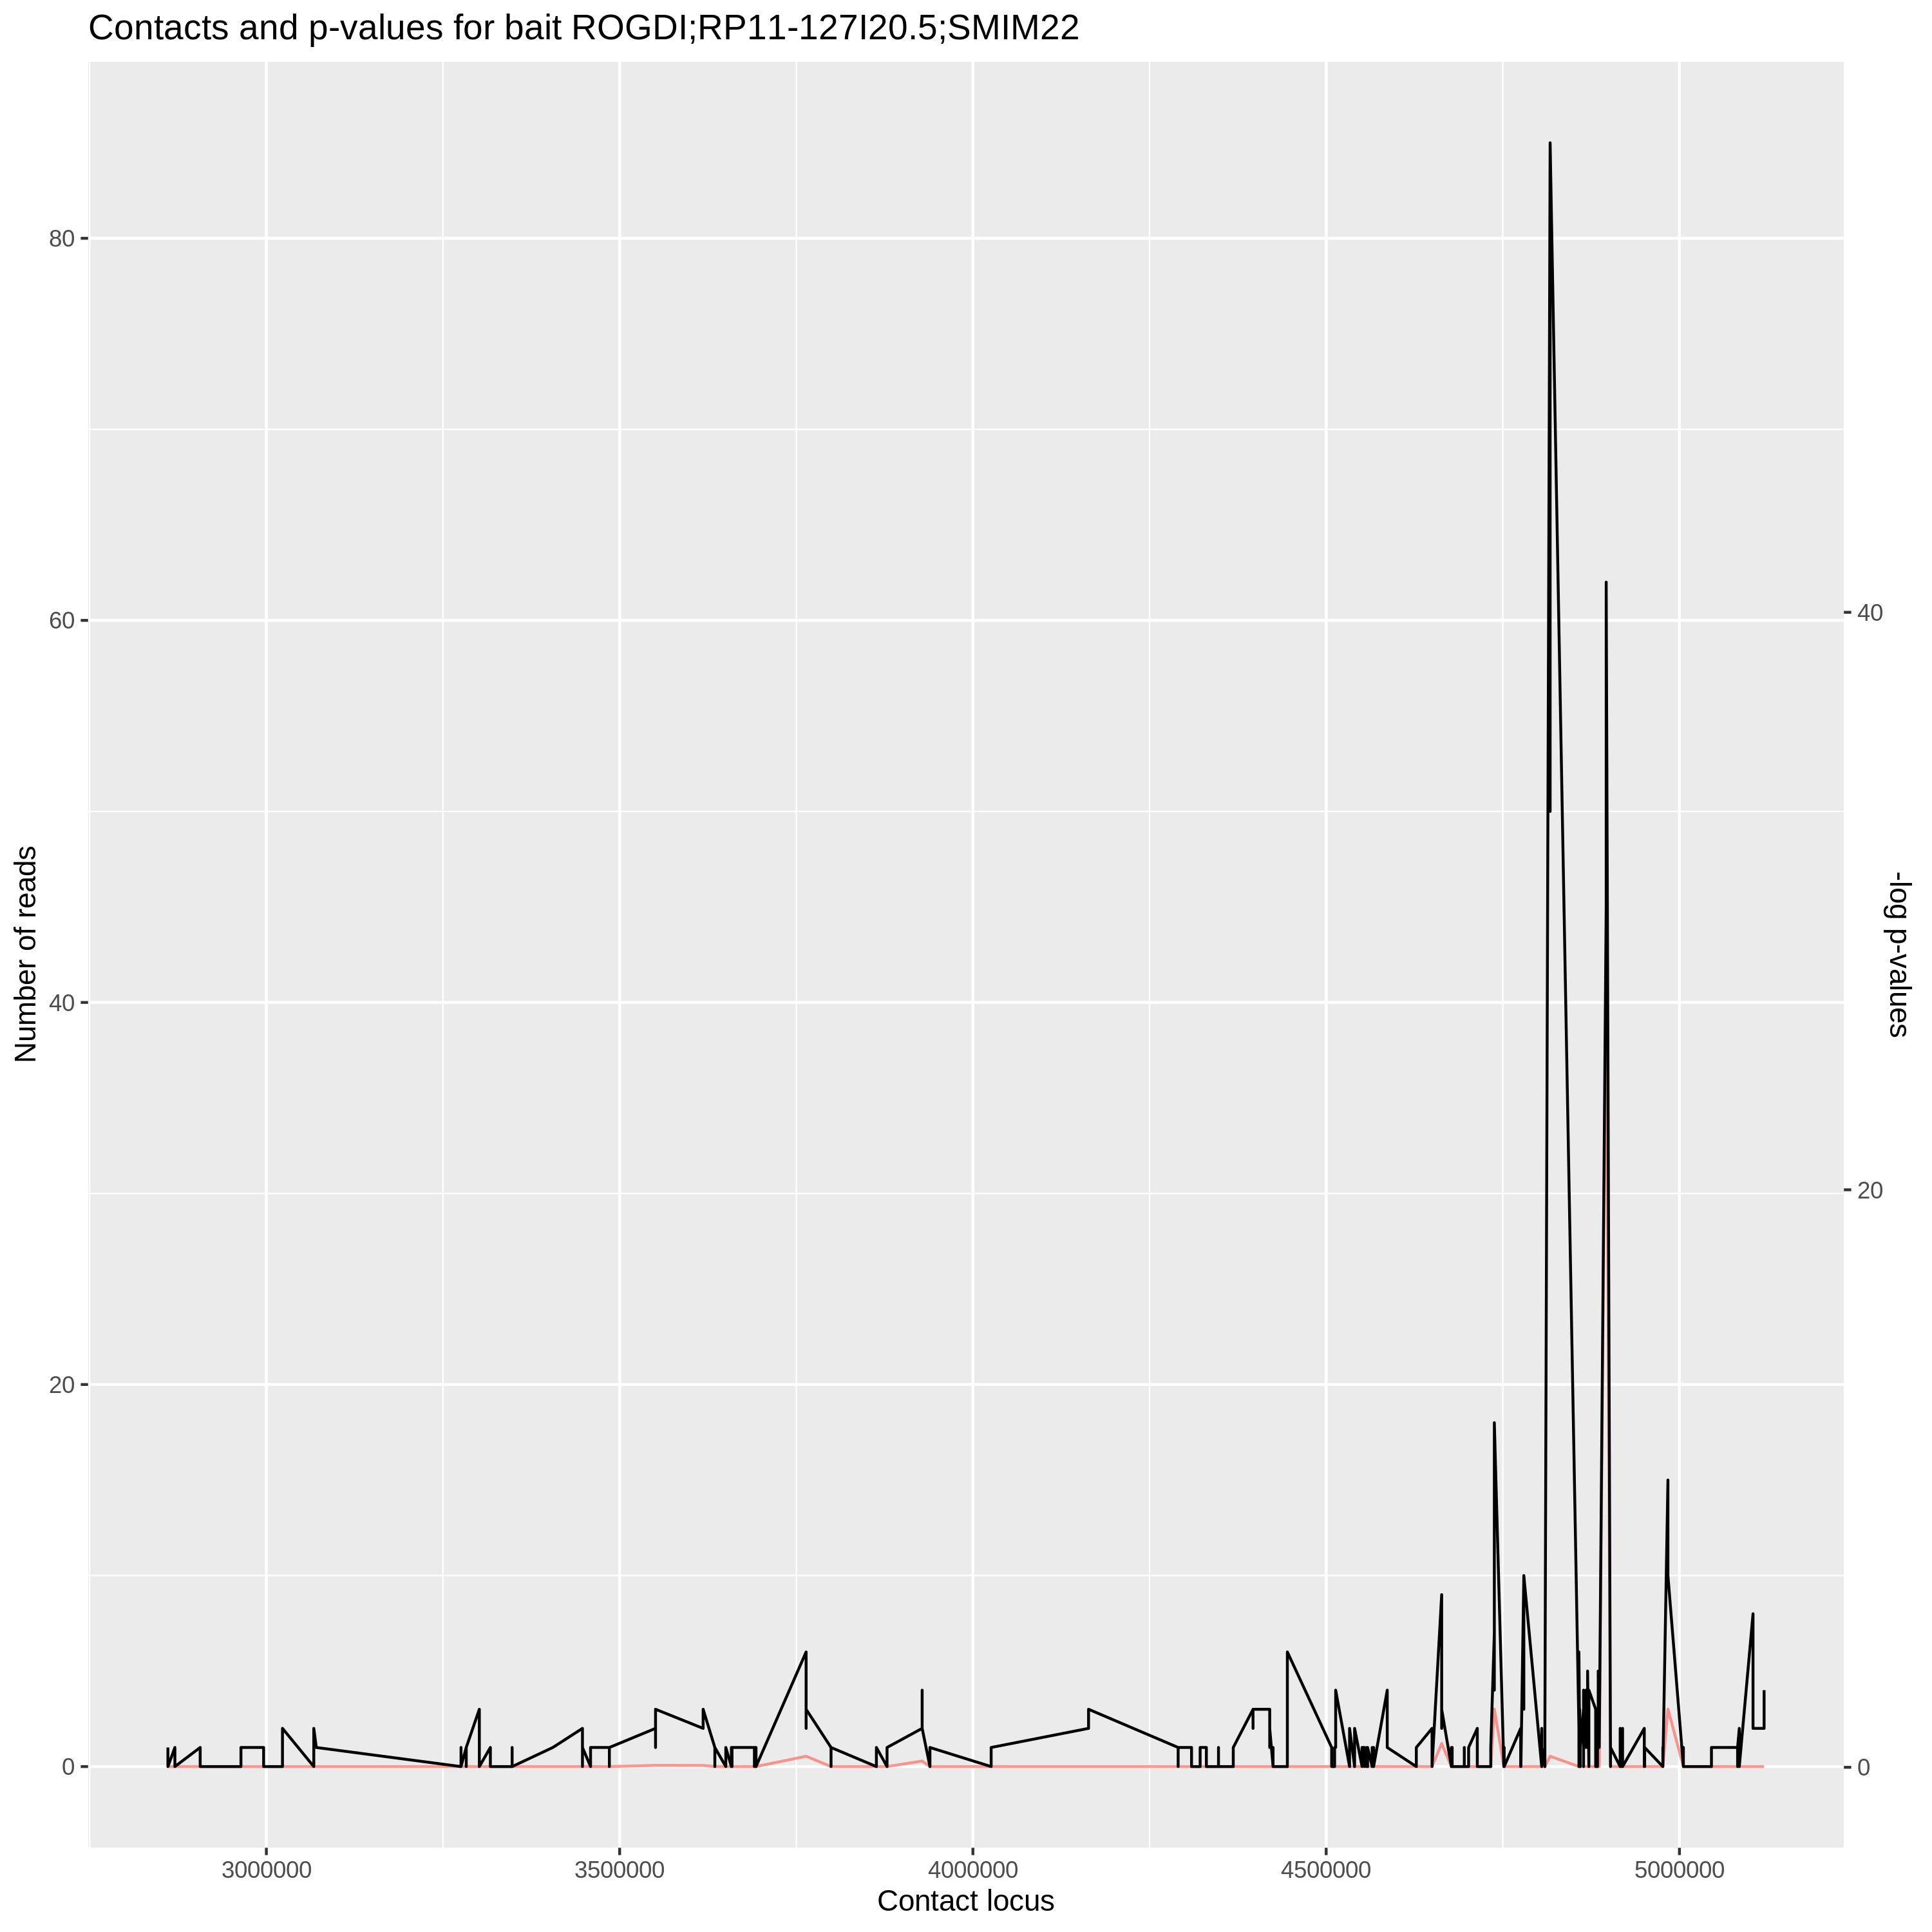 Contacts and p-values for bait ROGDI;RP11-127I20.5;SMIM22
80
60
40
20
0
Number of reads
40
20
0
-log p-values
3000000 3500000 4000000 4500000 5000000
Contact locus